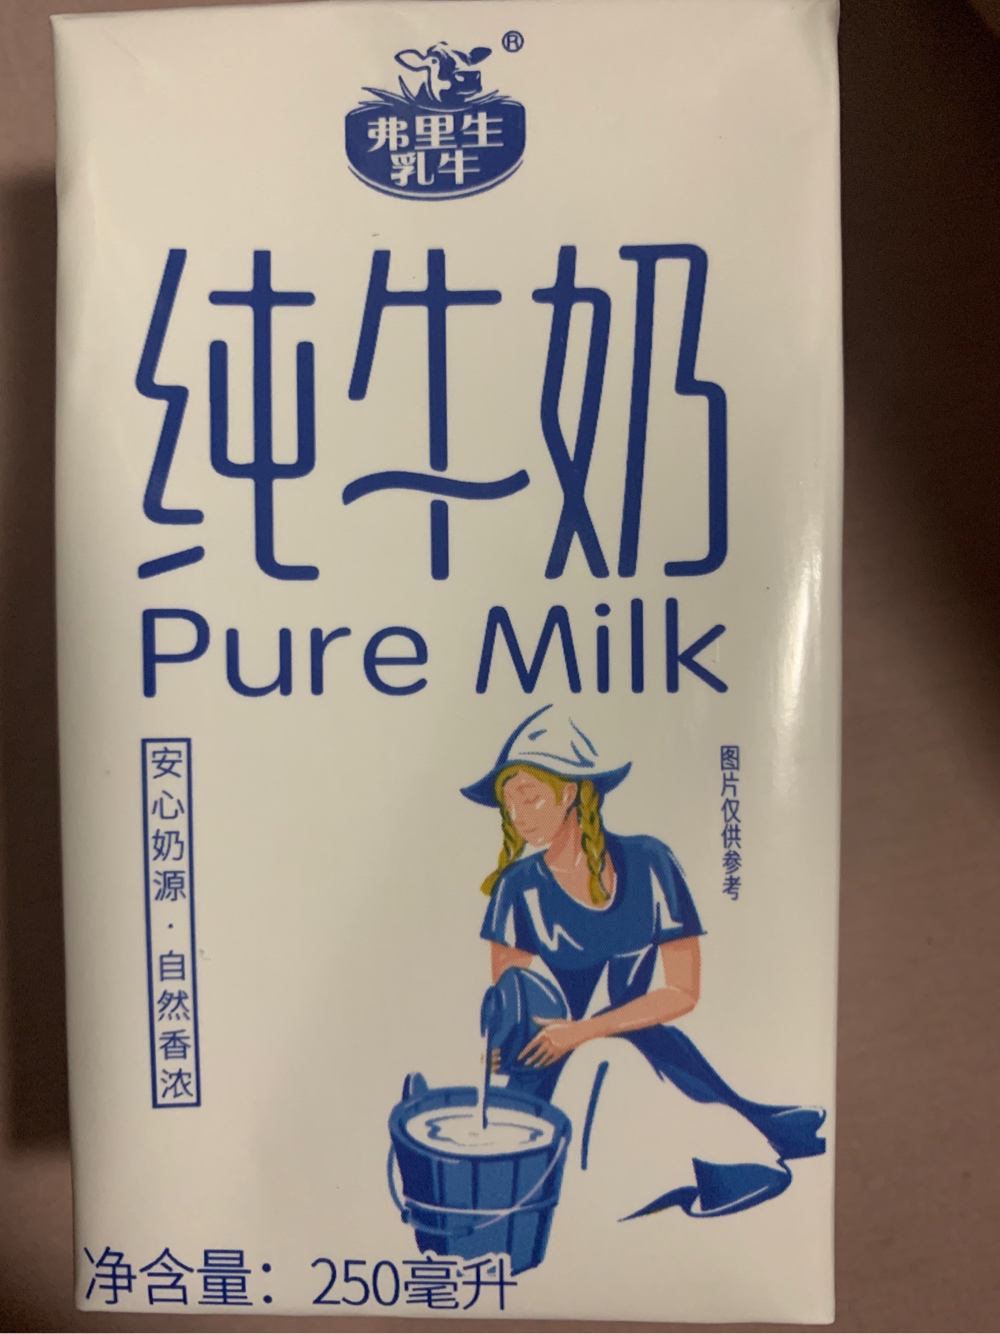 ®
弗里生
乳牛
纯牛奶
Pure Milk
安心奶源·自然香浓
图片仅供参考
净含量：250毫升